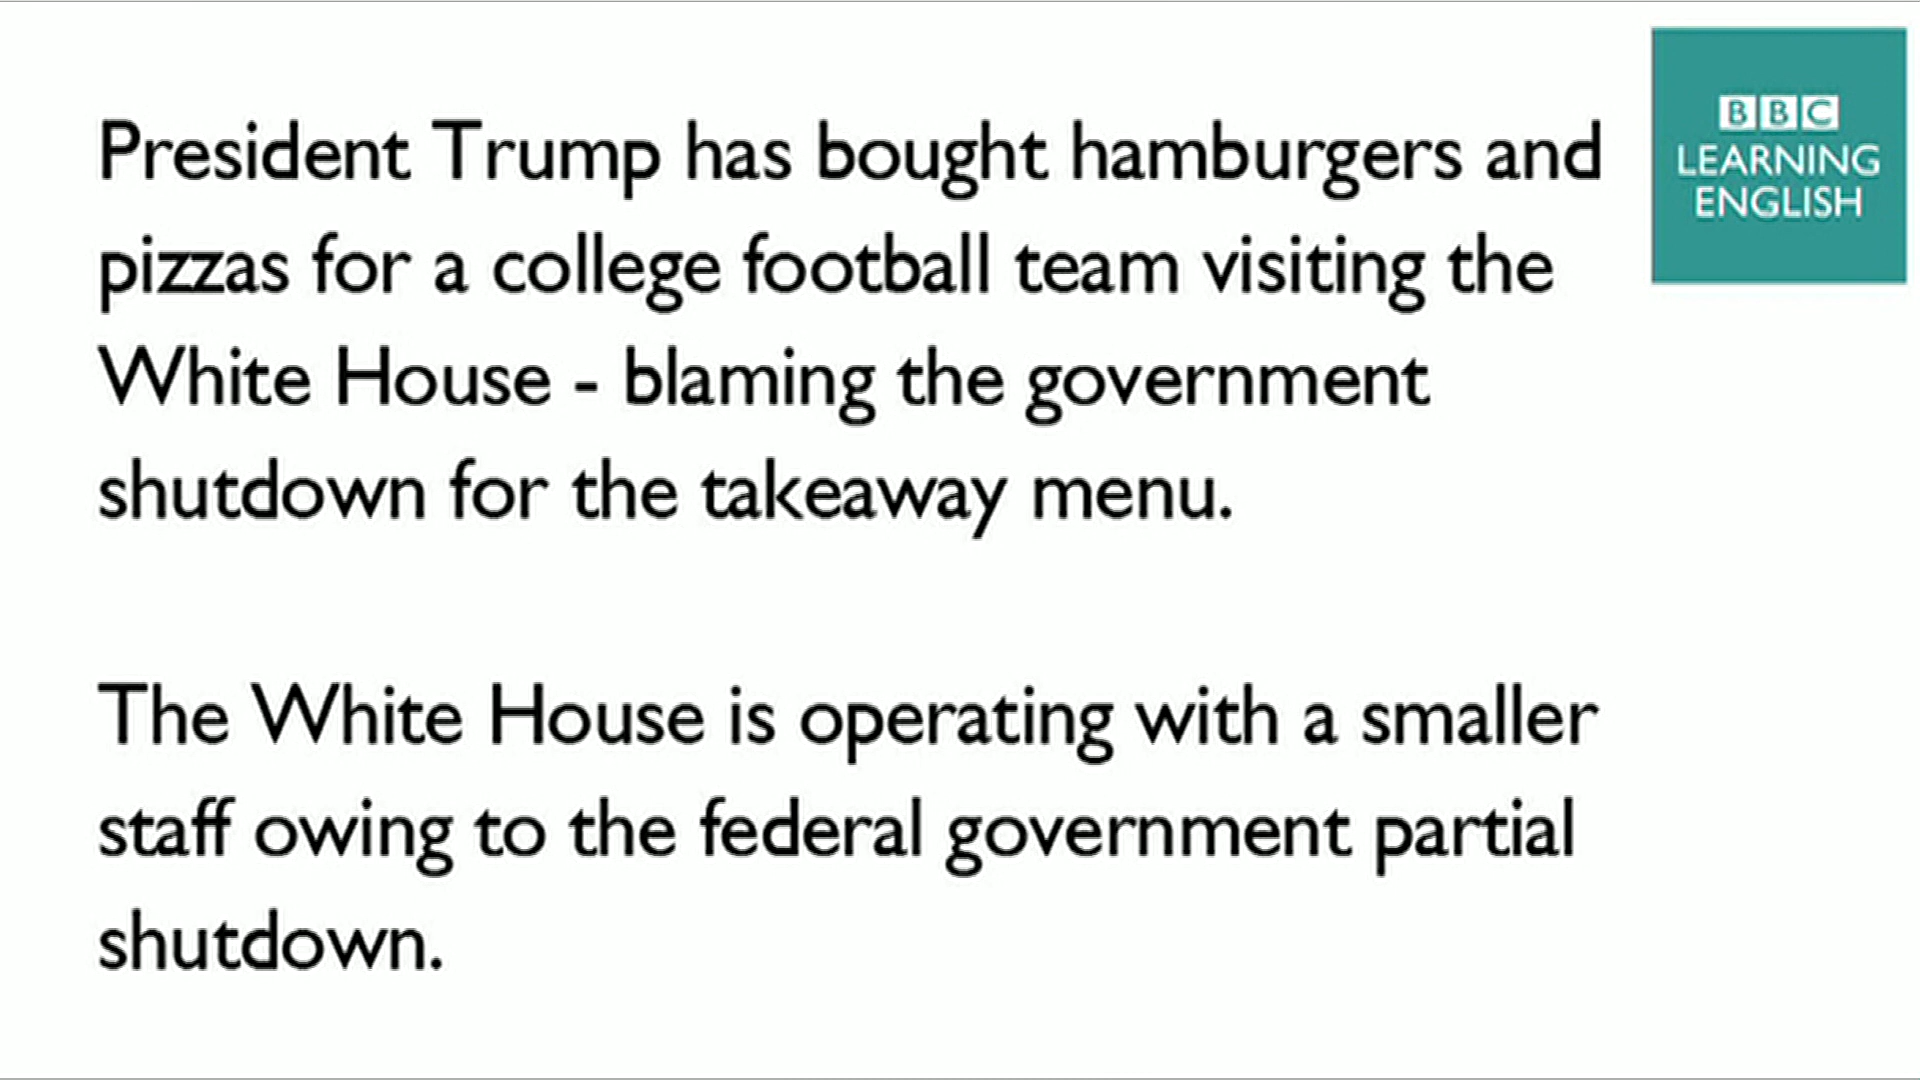 President Trump has bought hamburgers and
pizzas for a college football team visiting the
White House - blaming the government
shutdown for the takeaway menu.
The White House is operating with a smaller
staff owing to the federal government partial
shutdown.
BBC
LEARNING
ENGLISH